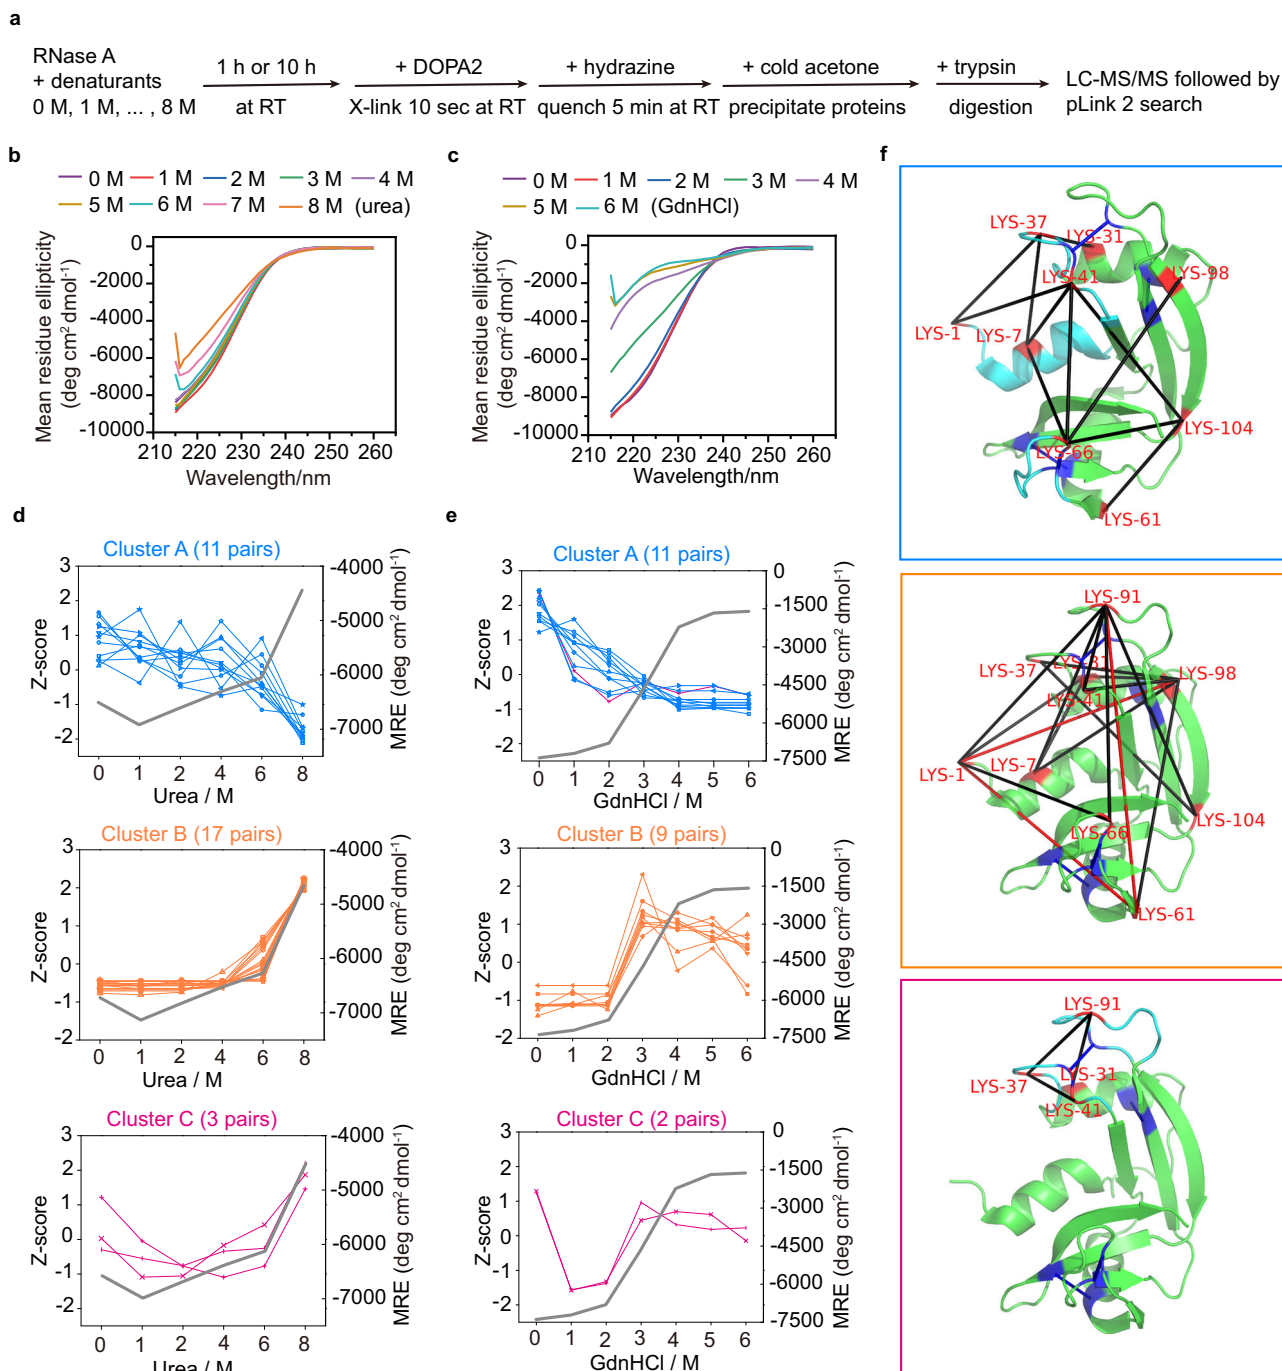 a
RNase A
+ denaturants
0 M, 1 M, ... , 8 M
1 h or 10 h
at RT
+ DOPA2
X-link 10 sec at RT
+ hydrazine
quench 5 min at RT
+ cold acetone
precipitate proteins
+ trypsin
digestion
LC-MS/MS followed by
pLink 2 search
b
0 M 1 M 2 M 3 M 4 M
5 M 6 M 7 M 8 M (urea)
Mean residue ellipticity
(deg cm² dmol⁻¹)
0
-2000
-4000
-6000
-8000
-10000
210 220 230 240 250 260
Wavelength/nm
c
0 M 1 M 2 M 3 M 4 M
5 M 6 M (GdnHCl)
Mean residue ellipticity
(deg cm² dmol⁻¹)
0
-2000
-4000
-6000
-8000
-10000
210 220 230 240 250 260
Wavelength/nm
d
Cluster A (11 pairs)
Z-score
3
2
1
0
-1
-2
-4000
-5000
-6000
-7000
MRE (deg cm² dmol⁻¹)
0 1 2 4 6 8
Urea / M
Cluster B (17 pairs)
Z-score
3
2
1
0
-1
-2
-4000
-5000
-6000
-7000
MRE (deg cm² dmol⁻¹)
0 1 2 4 6 8
Urea / M
Cluster C (3 pairs)
Z-score
3
2
1
0
-1
-2
-4000
-5000
-6000
-7000
MRE (deg cm² dmol⁻¹)
0 1 2 4 6 8
Urea / M
e
Cluster A (11 pairs)
Z-score
3
2
1
0
-1
-2
0
-1500
-3000
-4500
-6000
-7500
MRE (deg cm² dmol⁻¹)
0 1 2 3 4 5 6
GdnHCl / M
Cluster B (9 pairs)
Z-score
3
2
1
0
-1
-2
0
-1500
-3000
-4500
-6000
-7500
MRE (deg cm² dmol⁻¹)
0 1 2 3 4 5 6
GdnHCl / M
Cluster C (2 pairs)
Z-score
3
2
1
0
-1
-2
0
-1500
-3000
-4500
-6000
-7500
MRE (deg cm² dmol⁻¹)
0 1 2 3 4 5 6
GdnHCl / M
f
LYS-37
LYS-31
LYS-41
LYS-98
LYS-1
LYS-7
LYS-104
LYS-66
LYS-61
LYS-91
LYS-37
LYS-31
LYS-98
LYS-41
LYS-1
LYS-7
LYS-66
LYS-104
LYS-61
LYS-91
LYS-31
LYS-37
LYS-41